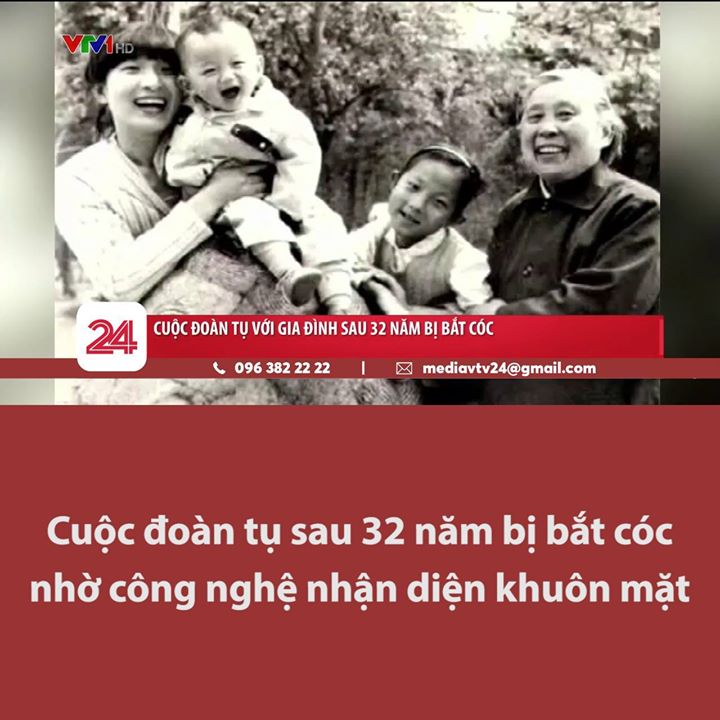 VTV1 HD
24
CUỘC ĐOÀN TỤ VỚI GIA ĐÌNH SAU 32 NĂM BỊ BẮT CÓC
096 382 22 22 | mediavtv24@gmail.com
Cuộc đoàn tụ sau 32 năm bị bắt cóc
nhờ công nghệ nhận diện khuôn mặt